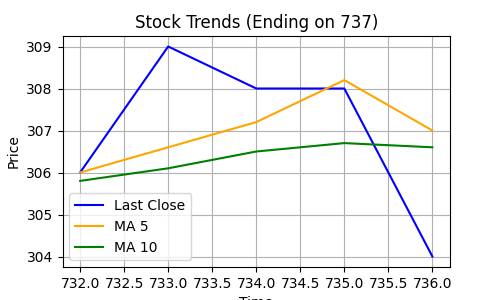 Stock Trends (Ending on 737)
Price
309
308
307
306
305
304
Last Close
MA 5
MA 10
732.0 732.5 733.0 733.5 734.0 734.5 735.0 735.5 736.0
Time